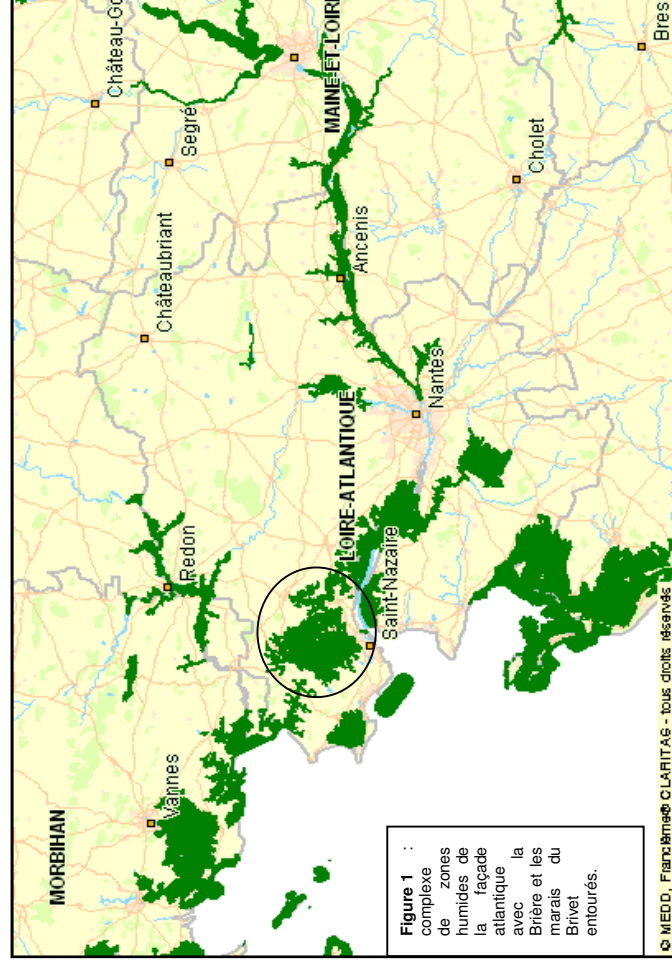 MORBIHAN
Vannes
Redon
Châteaubriant
Segré
Château-Go
MAINE-ET-LOIR
Ancenis
LOIRE-ATLANTIQUE
Nantes
Saint-Nazaire
Cholet
Bres
Figure 1 :
complexe
de zones
humides de
la façade
atlantique
avec la
Brière et les
marais du
Brivet
entourés.
© MEDD, © CLARITAS - tous droits réservés